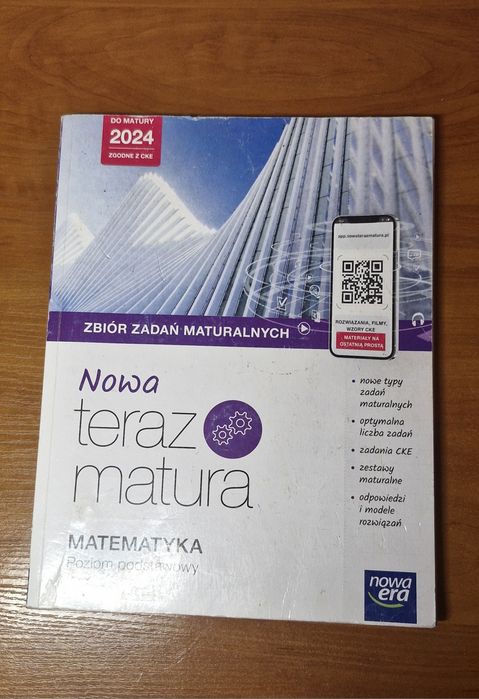 DO MATURY
2024
ZGODNE Z CKE
app.nowaterazmatura.pl
ROZWIĄZANIA, FILMY,
WZORY CKE
MATERIAŁY NA
OSTATNIĄ PROSTĄ
ZBIÓR ZADAŃ MATURALNYCH
Nowa
teraz
matura
• nowe typy
zadań
maturalnych
• optymalna
liczba zadań
• zadania CKE
• zestawy
maturalne
• odpowiedzi
i modele
rozwiązań
MATEMATYKA
Poziom podstawowy
nowa
era